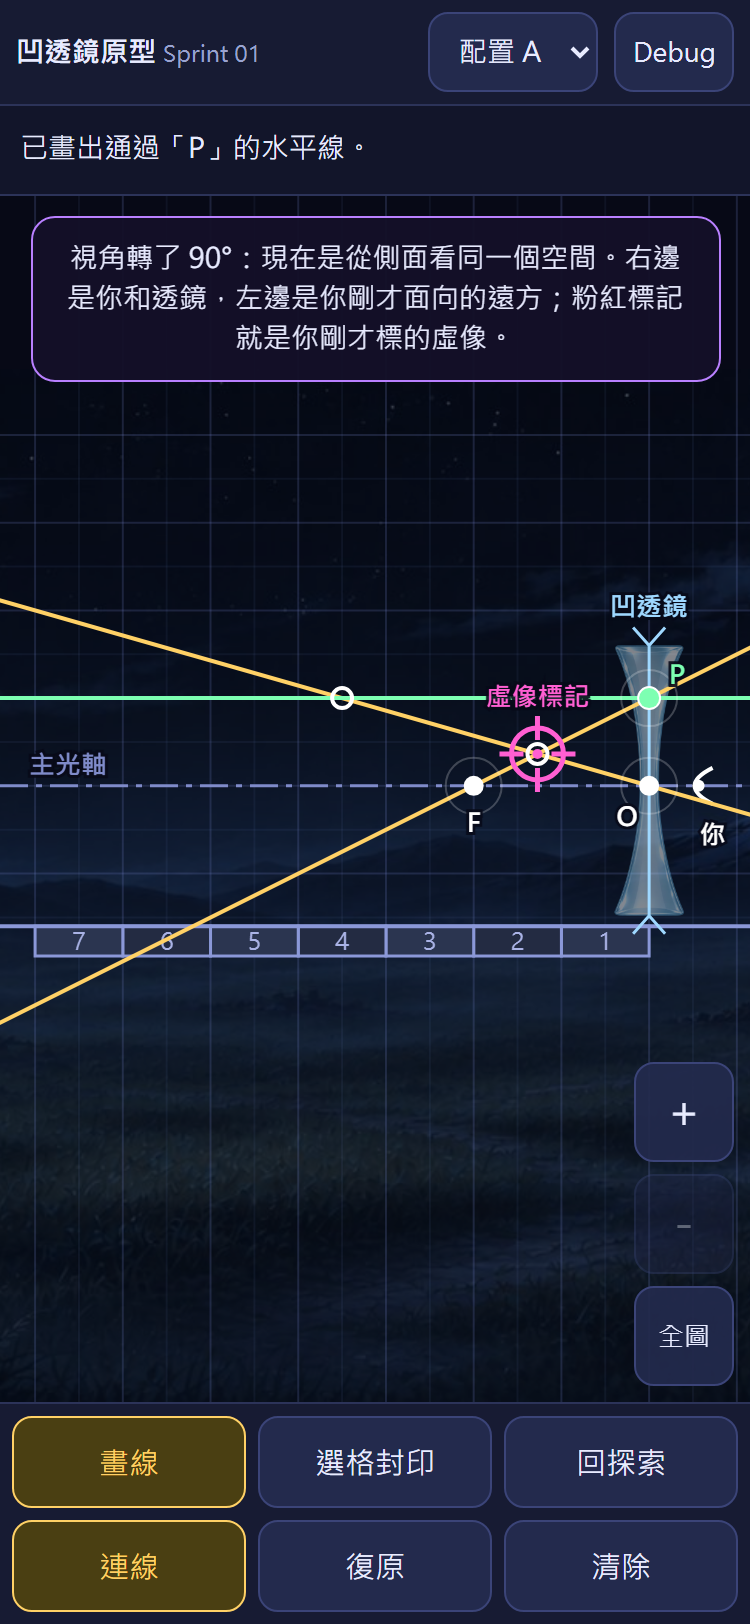 凹透鏡原型 Sprint 01
配置 A
Debug
已畫出通過「P」的水平線。
視角轉了 90°：現在是從側面看同一個空間。右邊
是你和透鏡，左邊是你剛才面向的遠方；粉紅標記
就是你剛才標的虛像。
凹透鏡
P
虛像標記
主光軸
F
O
你
7 6 5 4 3 2 1
+
-
全圖
畫線 選格封印 回探索
連線 復原 清除